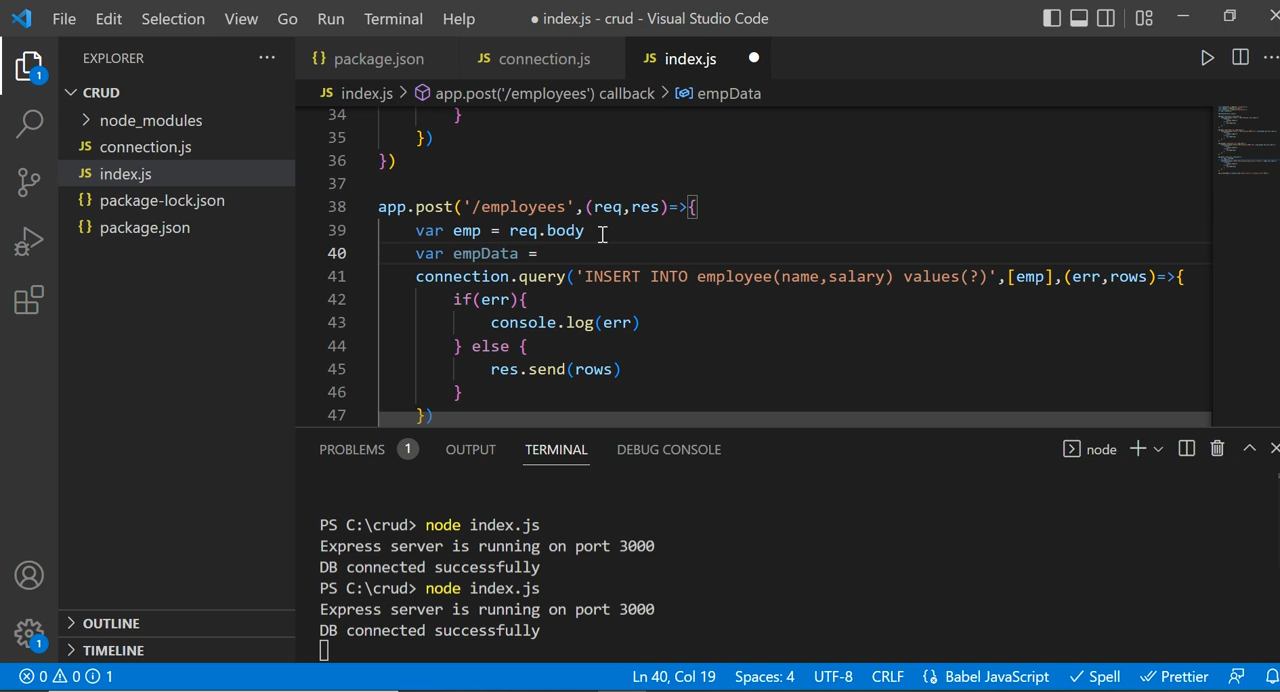 File Edit Selection View Go Run Terminal Help ● index.js - crud - Visual Studio Code
EXPLORER ...
{} package.json JS connection.js JS index.js ●
1
CRUD
JS index.js > app.post('/employees') callback > empData
node_modules
JS connection.js
JS index.js
{} package-lock.json
{} package.json
34 }
35 })
36 })
37
38 app.post('/employees',(req,res)=>{
39 var emp = req.body
40 var empData =
41 connection.query('INSERT INTO employee(name,salary) values(?)',[emp],(err,rows)=>{
42 if(err){
43 console.log(err)
44 } else {
45 res.send(rows)
46 }
47 })
PROBLEMS 1 OUTPUT TERMINAL DEBUG CONSOLE node
PS C:\crud> node index.js
Express server is running on port 3000
DB connected successfully
PS C:\crud> node index.js
Express server is running on port 3000
DB connected successfully
OUTLINE
1
TIMELINE
0 0 1 Ln 40, Col 19 Spaces: 4 UTF-8 CRLF {} Babel JavaScript Spell Prettier